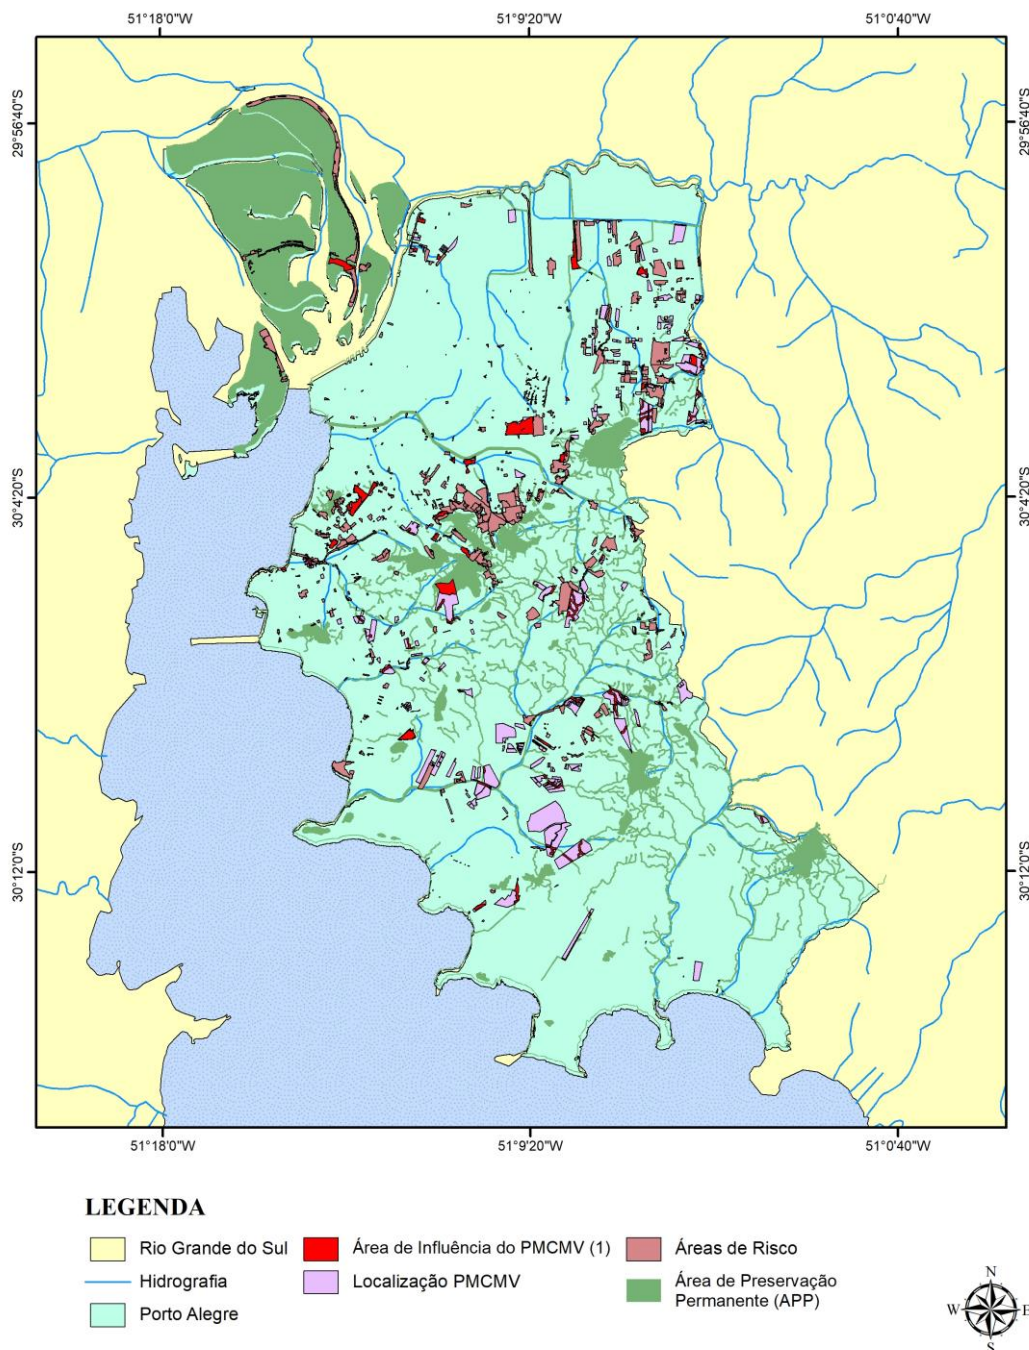 51°18'0"W 51°9'20"W 51°0'40"W
29°56'40"S 29°56'40"S
30°4'20"S 30°4'20"S
30°12'0"S 30°12'0"S
51°18'0"W 51°9'20"W 51°0'40"W
LEGENDA
Rio Grande do Sul Área de Influência do PMCMV (1) Áreas de Risco
Hidrografia Localização PMCMV Área de Preservação
Permanente (APP)
Porto Alegre
N
W E
S